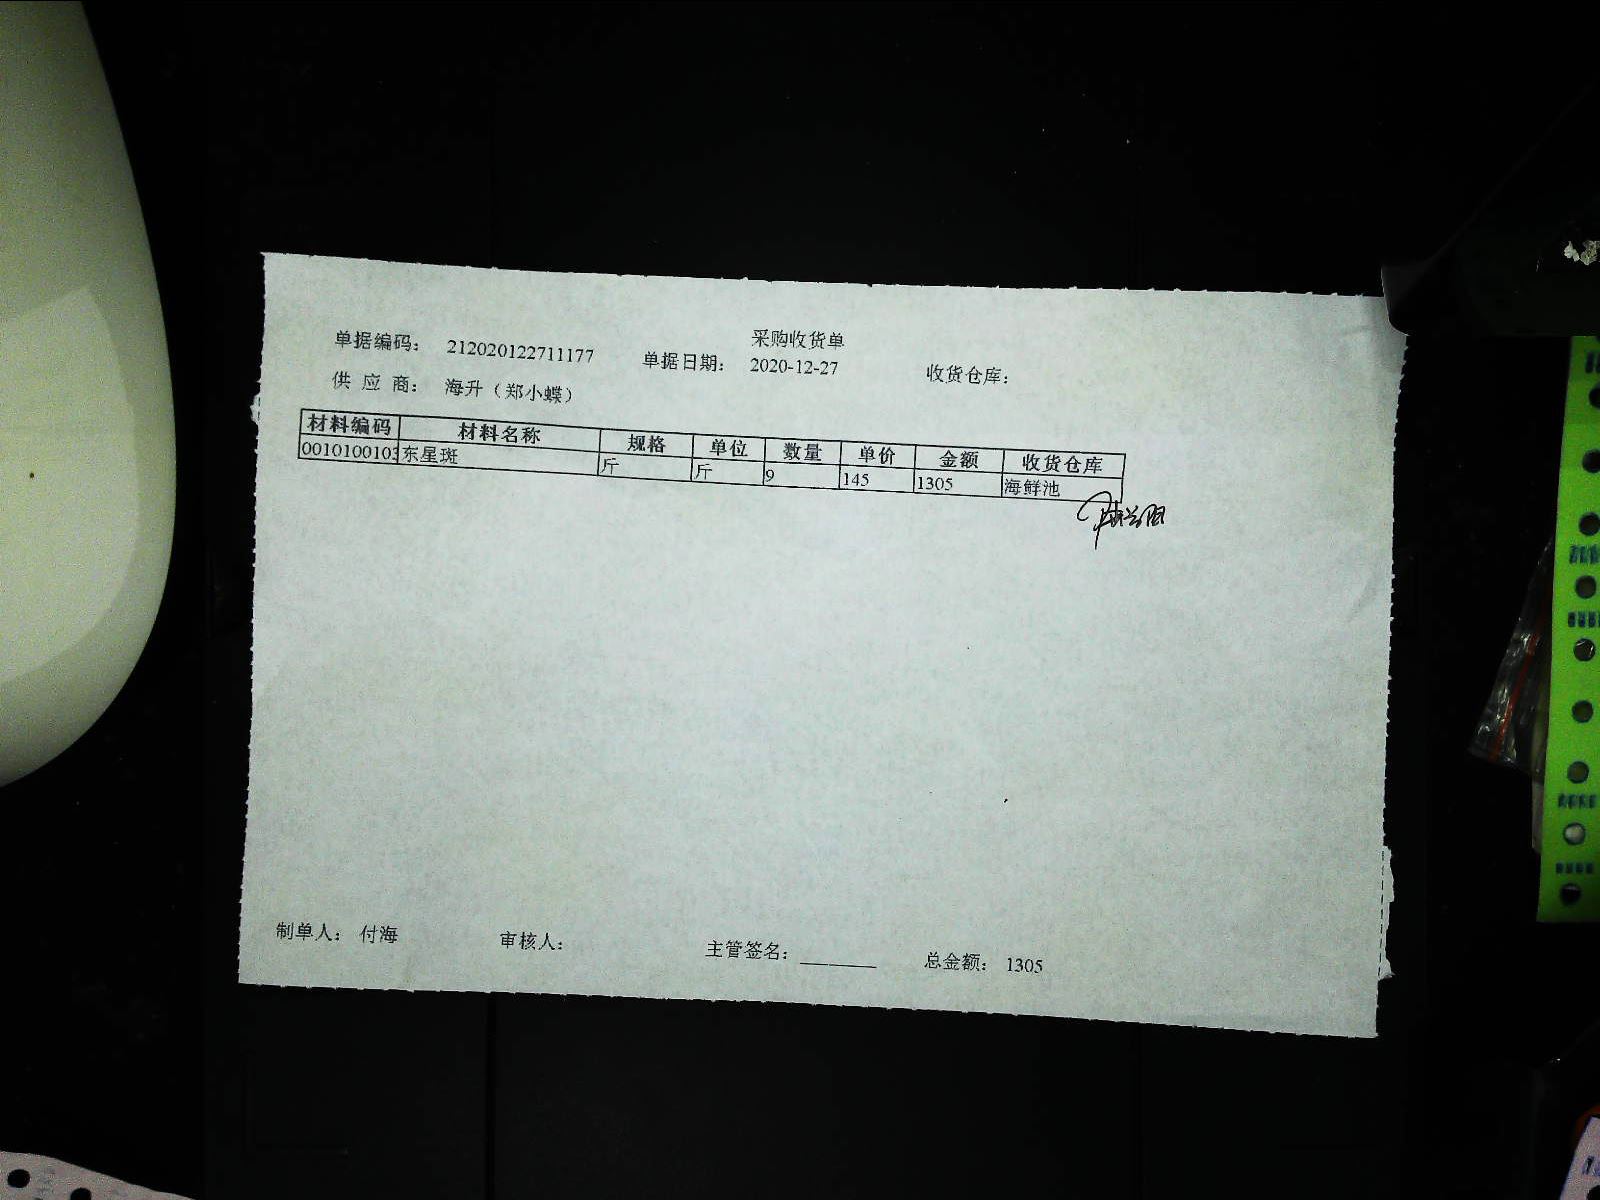 采购收货单
单据编码： 212020122711177 单据日期： 2020-12-27 收货仓库：
供 应 商： 海升（郑小蝶）
材料编码 材料名称 规格 单位 数量 单价 金额 收货仓库
0010100103 东星斑 斤 斤 9 145 1305 海鲜池
制单人： 付海 审核人： 主管签名：________ 总金额： 1305